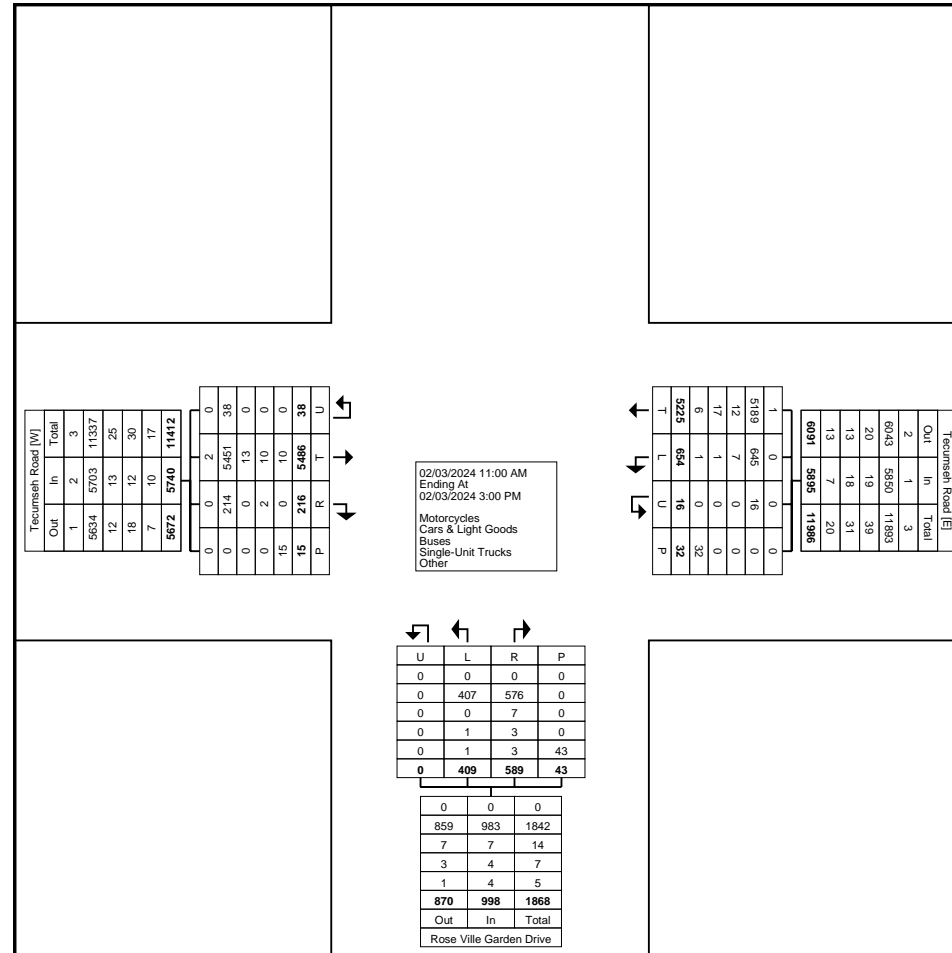 Tecumseh Road [W]
Out In Total
1 2 3
5634 5703 11337
12 13 25
18 12 30
7 10 17
5672 5740 11412
0 0 2 0
0 214 5451 38
0 0 13 0
0 2 10 0
15 0 10 0
15 216 5486 38
P R T U
02/03/2024 11:00 AM
Ending At
02/03/2024 3:00 PM
Motorcycles
Cars & Light Goods
Buses
Single-Unit Trucks
Other
Tecumseh Road [E]
Out In Total
2 1 3
6043 5850 11893
20 19 39
13 18 31
13 7 20
6091 5895 11986
1 0 0 0
5189 645 16 0
12 7 0 0
17 1 0 0
6 1 0 32
5225 654 16 32
T L U P
U L R P
0 0 0 0
0 407 576 0
0 0 7 0
0 1 3 0
0 1 3 43
0 409 589 43
0 0 0
859 983 1842
7 7 14
3 4 7
1 4 5
870 998 1868
Out In Total
Rose Ville Garden Drive